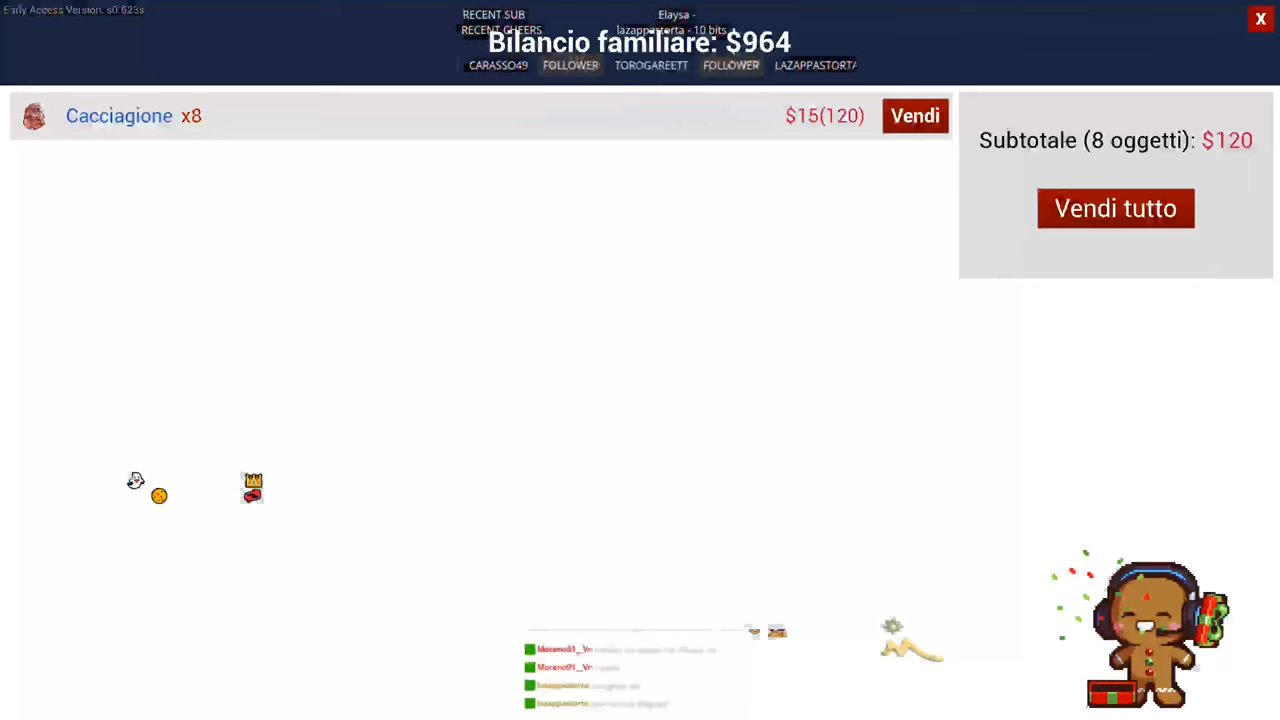 Early Access Version: s0.623s
RECENT SUB
Elaysa -
RECENT CHEERS
lazappastorta - 10 bits
Bilancio familiare: $964
CARASSO49 FOLLOWER TOROGAREETT FOLLOWER LAZAPPASTORTA
X
Cacciagione x8 $15(120) Vendi
Subtotale (8 oggetti): $120
Vendi tutto